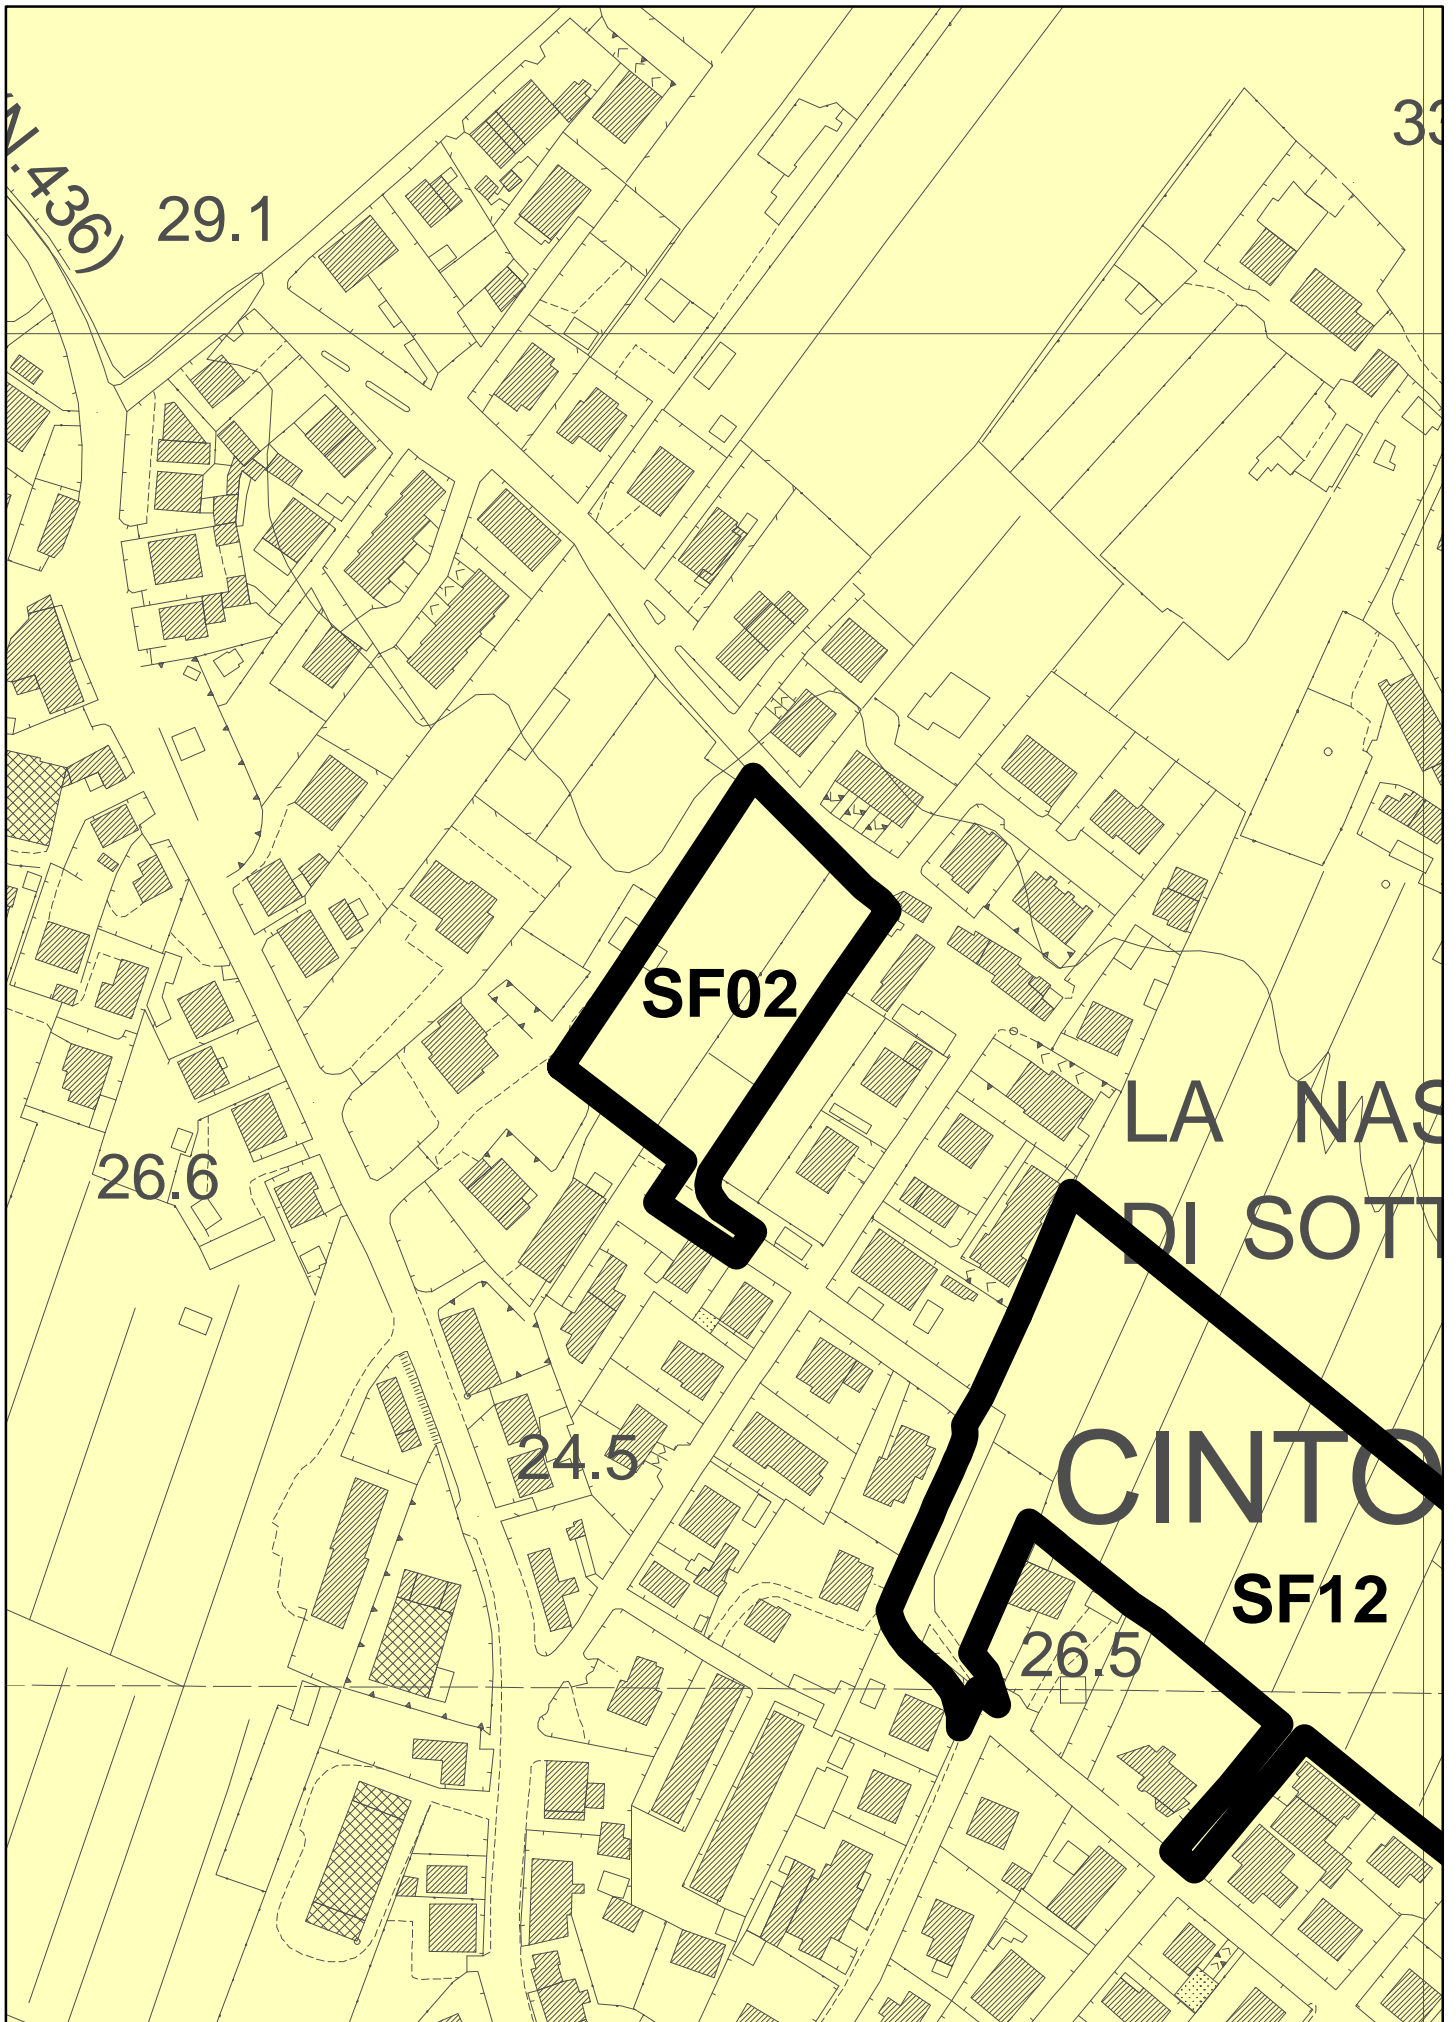 N.436)
29.1
33
SF02
LA NAS
26.6
DI SOTT
CINTO
24.5
SF12
26.5